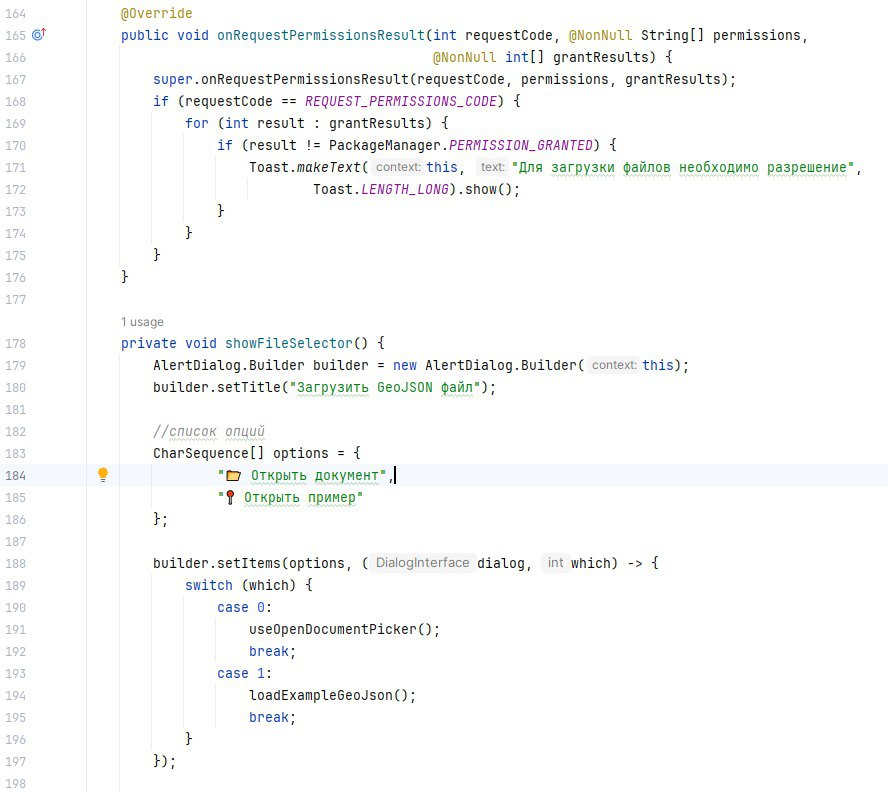 164 @Override
165 public void onRequestPermissionsResult(int requestCode, @NonNull String[] permissions,
166 @NonNull int[] grantResults) {
167 super.onRequestPermissionsResult(requestCode, permissions, grantResults);
168 if (requestCode == REQUEST_PERMISSIONS_CODE) {
169 for (int result : grantResults) {
170 if (result != PackageManager.PERMISSION_GRANTED) {
171 Toast.makeText( context: this, text: "Для загрузки файлов необходимо разрешение",
172 Toast.LENGTH_LONG).show();
173 }
174 }
175 }
176 }
177
1 usage
178 private void showFileSelector() {
179 AlertDialog.Builder builder = new AlertDialog.Builder( context: this);
180 builder.setTitle("Загрузить GeoJSON файл");
181
182 //список опций
183 CharSequence[] options = {
184 "📂 Открыть документ",
185 "📍 Открыть пример"
186 };
187
188 builder.setItems(options, ( DialogInterface dialog, int which) -> {
189 switch (which) {
190 case 0:
191 useOpenDocumentPicker();
192 break;
193 case 1:
194 loadExampleGeoJson();
195 break;
196 }
197 });
198